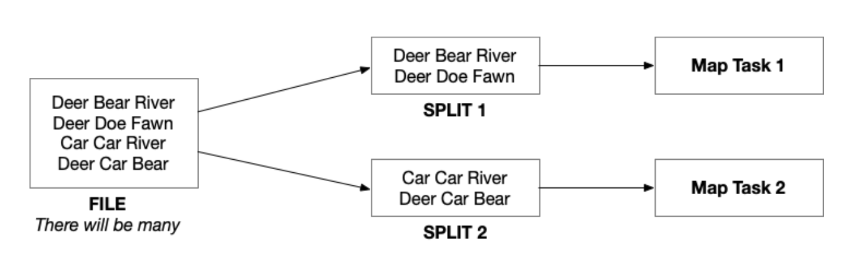 Deer Bear River
Deer Doe Fawn
Car Car River
Deer Car Bear
FILE
There will be many
Deer Bear River
Deer Doe Fawn
SPLIT 1
Map Task 1
Car Car River
Deer Car Bear
SPLIT 2
Map Task 2